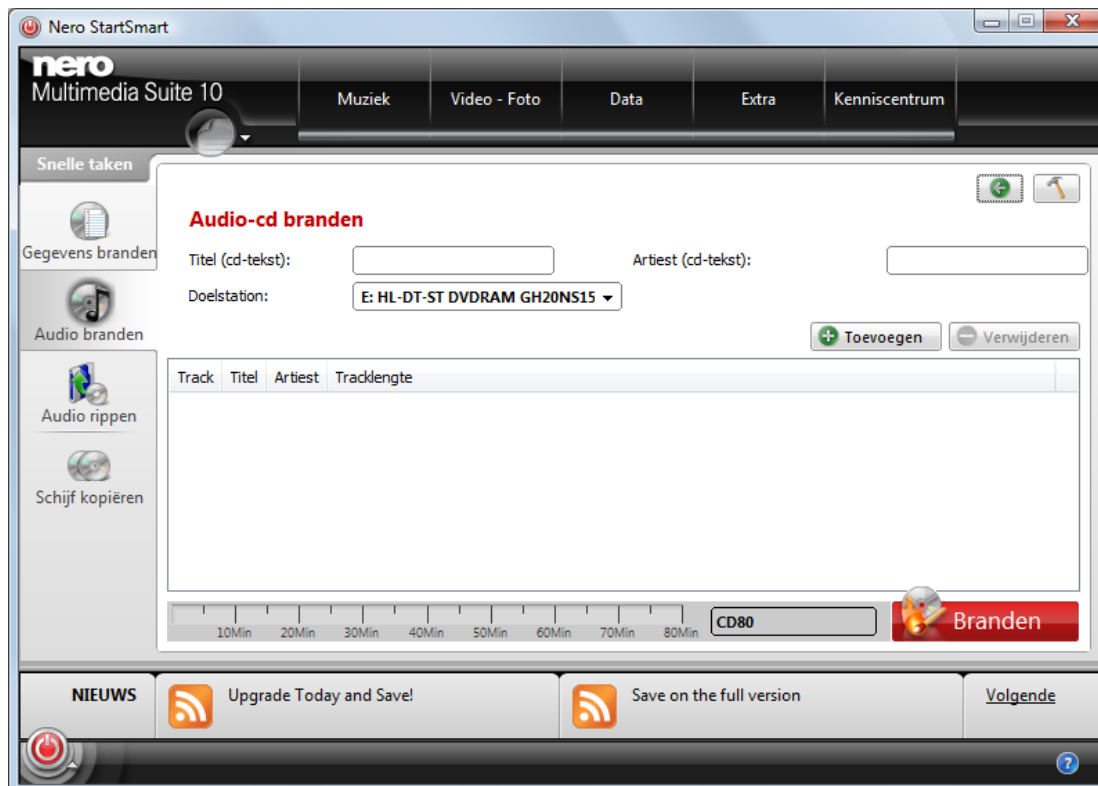 Nero StartSmart
nero
Multimedia Suite 10
Muziek
Video - Foto
Data
Extra
Kenniscentrum
Snelle taken
Gegevens branden
Audio branden
Audio rippen
Schijf kopiëren
Audio-cd branden
Titel (cd-tekst):
Artiest (cd-tekst):
Doelstation:
E: HL-DT-ST DVDRAM GH20NS15
Toevoegen
Verwijderen
Track Titel Artiest Tracklengte
10Min 20Min 30Min 40Min 50Min 60Min 70Min 80Min
CD80
Branden
NIEUWS
Upgrade Today and Save!
Save on the full version
Volgende
?